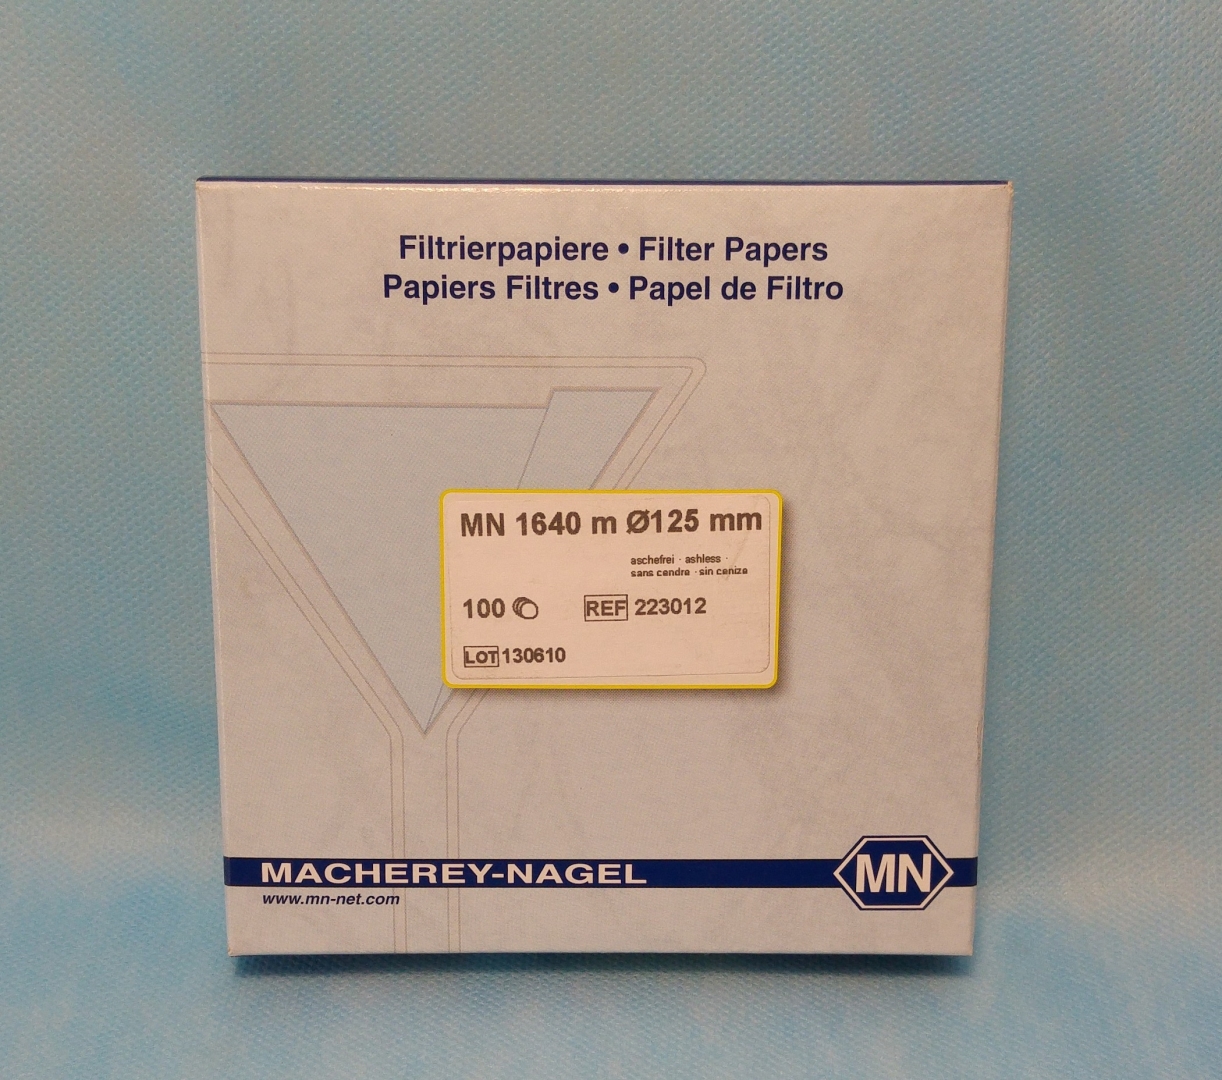 Filtrierpapiere • Filter Papers
Papiers Filtres • Papel de Filtro
MN 1640 m Ø125 mm
aschefrei · ashless ·
sans cendre · sin ceniza
100 REF 223012
LOT 130610
MACHEREY-NAGEL
MN
www.mn-net.com